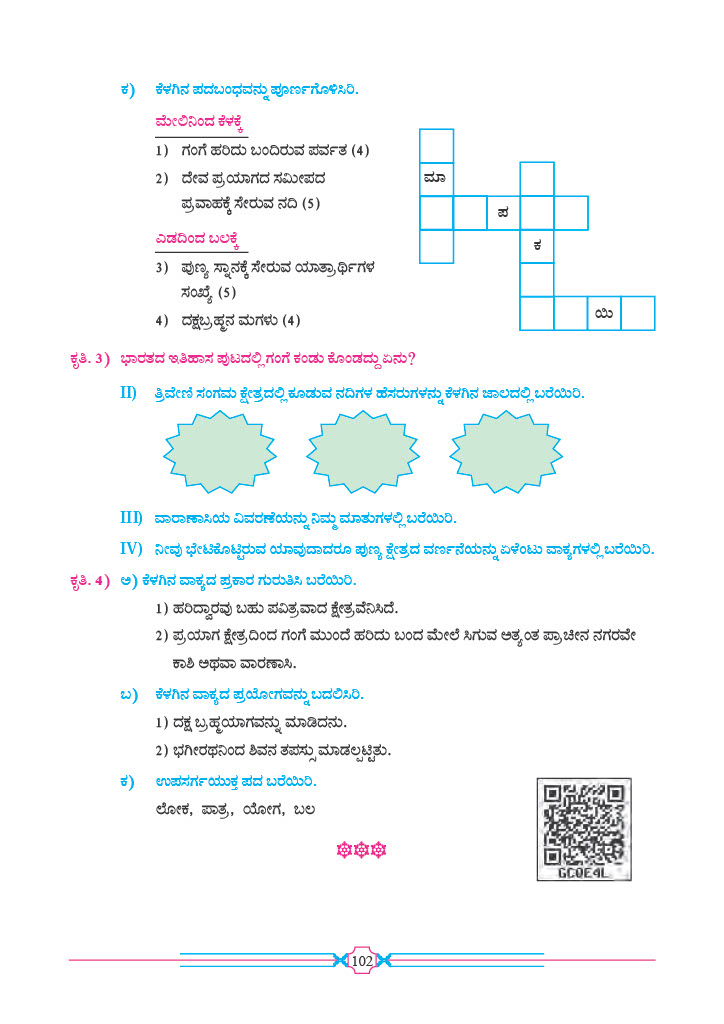 ಕ) ಕೆಳಗಿನ ಪದಬಂಧವನ್ನು ಪೂರ್ಣಗೊಳಿಸಿರಿ.
ಮೇಲಿನಿಂದ ಕೆಳಕ್ಕೆ
1) ಗಂಗೆ ಹರಿದು ಬಂದಿರುವ ಪರ್ವತ (4)
2) ದೇವ ಪ್ರಯಾಗದ ಸಮೀಪದ
ಪ್ರವಾಹಕ್ಕೆ ಸೇರುವ ನದಿ (5)
ಎಡದಿಂದ ಬಲಕ್ಕೆ
3) ಪುಣ್ಯ ಸ್ನಾನಕ್ಕೆ ಸೇರುವ ಯಾತ್ರಾರ್ಥಿಗಳ
ಸಂಖ್ಯೆ (5)
4) ದಕ್ಷಬ್ರಹ್ಮನ ಮಗಳು (4)
ಮಾ
ಪ
ಕ
ಯಿ
ಕೃತಿ. 3) ಭಾರತದ ಇತಿಹಾಸ ಪುಟದಲ್ಲಿ ಗಂಗೆ ಕಂಡು ಕೊಂಡದ್ದು ಏನು?
II) ತ್ರಿವೇಣಿ ಸಂಗಮ ಕ್ಷೇತ್ರದಲ್ಲಿ ಕೂಡುವ ನದಿಗಳ ಹೆಸರುಗಳನ್ನು ಕೆಳಗಿನ ಜಾಲದಲ್ಲಿ ಬರೆಯಿರಿ.
III) ವಾರಾಣಾಸಿಯ ವಿವರಣೆಯನ್ನು ನಿಮ್ಮ ಮಾತುಗಳಲ್ಲಿ ಬರೆಯಿರಿ.
IV) ನೀವು ಭೇಟಿಕೊಟ್ಟಿರುವ ಯಾವುದಾದರೂ ಪುಣ್ಯ ಕ್ಷೇತ್ರದ ವರ್ಣನೆಯನ್ನು ಏಳೆಂಟು ವಾಕ್ಯಗಳಲ್ಲಿ ಬರೆಯಿರಿ.
ಕೃತಿ. 4) ಅ) ಕೆಳಗಿನ ವಾಕ್ಯದ ಪ್ರಕಾರ ಗುರುತಿಸಿ ಬರೆಯಿರಿ.
1) ಹರಿದ್ವಾರವು ಬಹು ಪವಿತ್ರವಾದ ಕ್ಷೇತ್ರವೆನಿಸಿದೆ.
2) ಪ್ರಯಾಗ ಕ್ಷೇತ್ರದಿಂದ ಗಂಗೆ ಮುಂದೆ ಹರಿದು ಬಂದ ಮೇಲೆ ಸಿಗುವ ಅತ್ಯಂತ ಪ್ರಾಚೀನ ನಗರವೇ
ಕಾಶಿ ಅಥವಾ ವಾರಣಾಸಿ.
ಬ) ಕೆಳಗಿನ ವಾಕ್ಯದ ಪ್ರಯೋಗವನ್ನು ಬದಲಿಸಿರಿ.
1) ದಕ್ಷ ಬ್ರಹ್ಮಯಾಗವನ್ನು ಮಾಡಿದನು.
2) ಭಗೀರಥನಿಂದ ಶಿವನ ತಪಸ್ಸು ಮಾಡಲ್ಪಟ್ಟಿತು.
ಕ) ಉಪಸರ್ಗಯುಕ್ತ ಪದ ಬರೆಯಿರಿ.
ಲೋಕ, ಪಾತ್ರ, ಯೋಗ, ಬಲ
GCQE4L
102